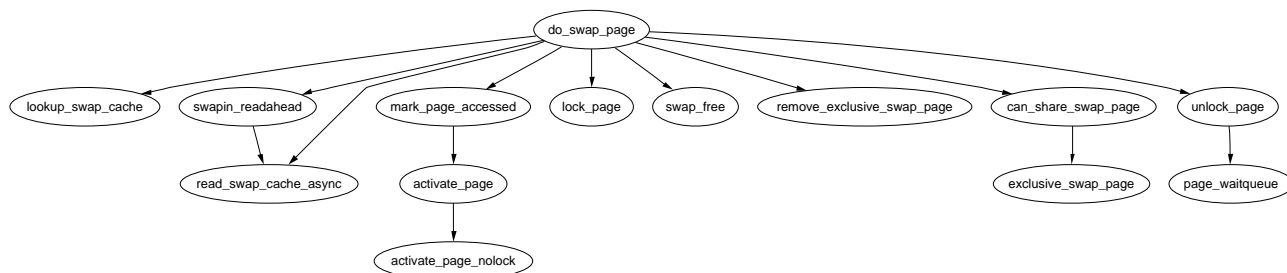 do_swap_page
lookup_swap_cache
swapin_readahead
mark_page_accessed
lock_page
swap_free
remove_exclusive_swap_page
can_share_swap_page
unlock_page
read_swap_cache_async
activate_page
exclusive_swap_page
page_waitqueue
activate_page_nolock